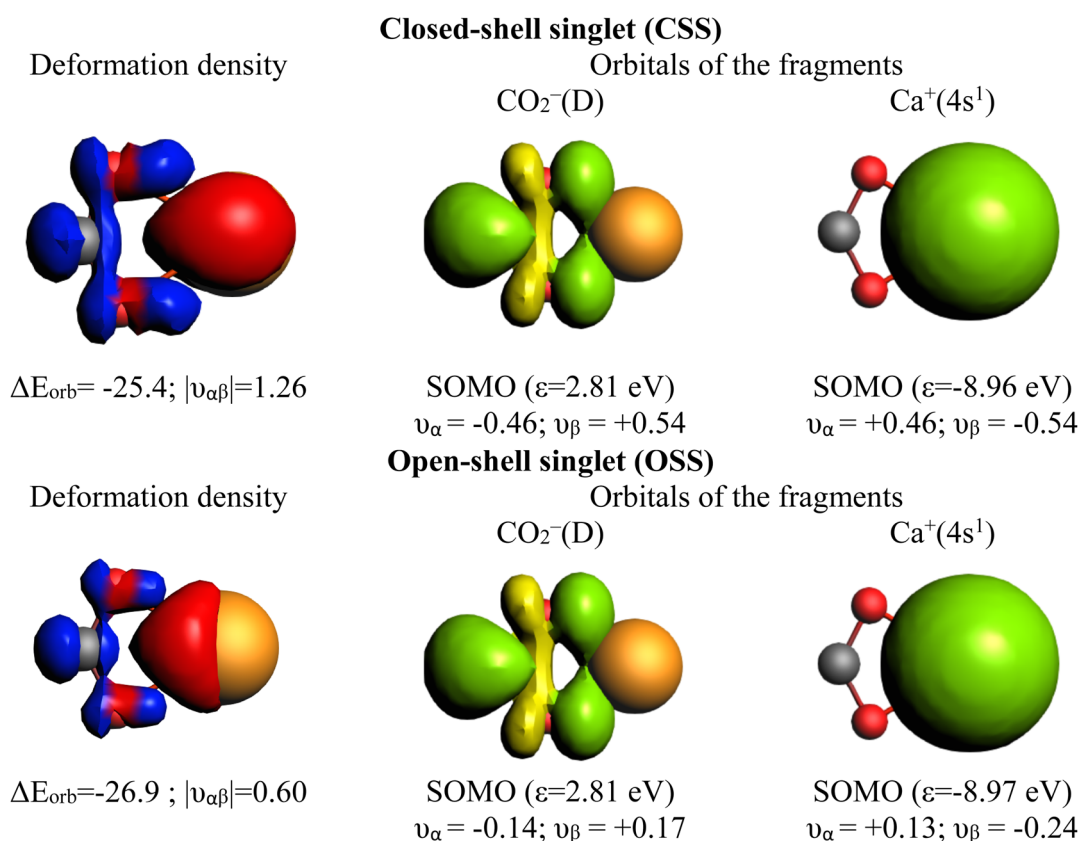 Closed-shell singlet (CSS)
Deformation density Orbitals of the fragments
CO₂⁻(D) Ca⁺(4s¹)
ΔEorb= -25.4; |υαβ|=1.26 SOMO (ε=2.81 eV) SOMO (ε=-8.96 eV)
υα = -0.46; υβ = +0.54 υα = +0.46; υβ = -0.54
Open-shell singlet (OSS)
Deformation density Orbitals of the fragments
CO₂⁻(D) Ca⁺(4s¹)
ΔEorb=-26.9 ; |υαβ|=0.60 SOMO (ε=2.81 eV) SOMO (ε=-8.97 eV)
υα = -0.14; υβ = +0.17 υα = +0.13; υβ = -0.24